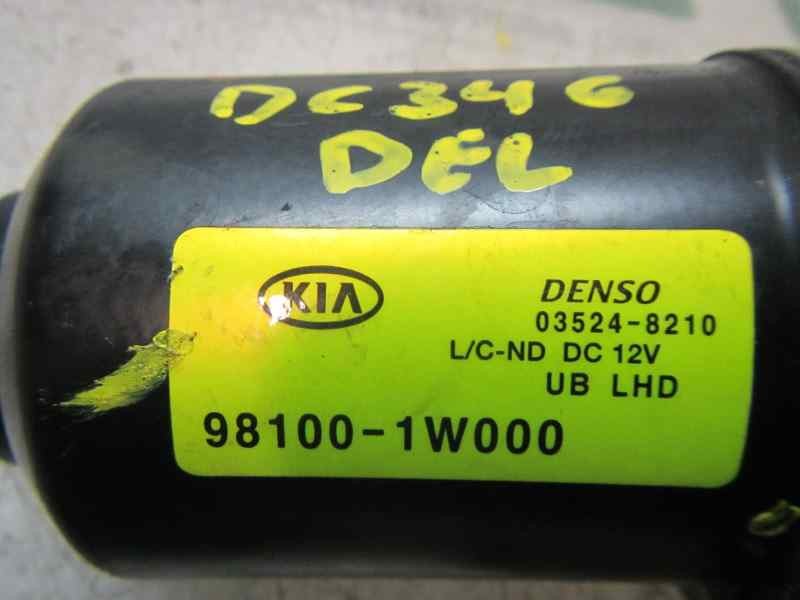 DC346
DEL
KIA
DENSO
03524-8210
L/C-ND DC 12V
UB LHD
98100-1W000